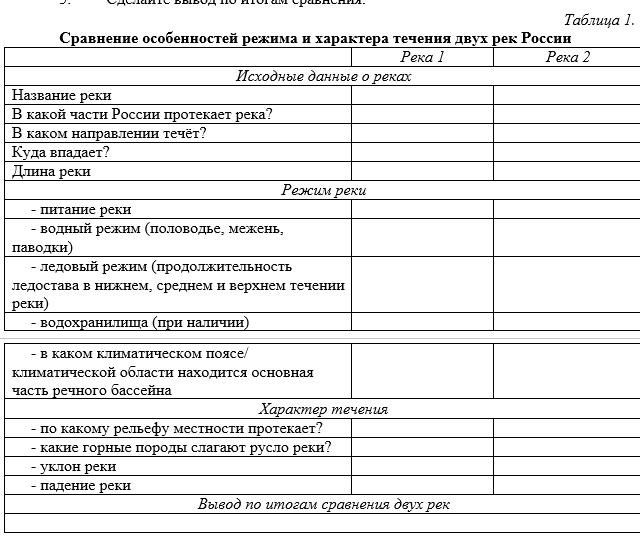 3. Сделайте вывод по итогам сравнения.
Таблица 1.
Сравнение особенностей режима и характера течения двух рек России
Река 1 Река 2
Исходные данные о реках
Название реки
В какой части России протекает река?
В каком направлении течёт?
Куда впадает?
Длина реки
Режим реки
- питание реки
- водный режим (половодье, межень,
паводки)
- ледовый режим (продолжительность
ледостава в нижнем, среднем и верхнем течении
реки)
- водохранилища (при наличии)
- в каком климатическом поясе/
климатической области находится основная
часть речного бассейна
Характер течения
- по какому рельефу местности протекает?
- какие горные породы слагают русло реки?
- уклон реки
- падение реки
Вывод по итогам сравнения двух рек